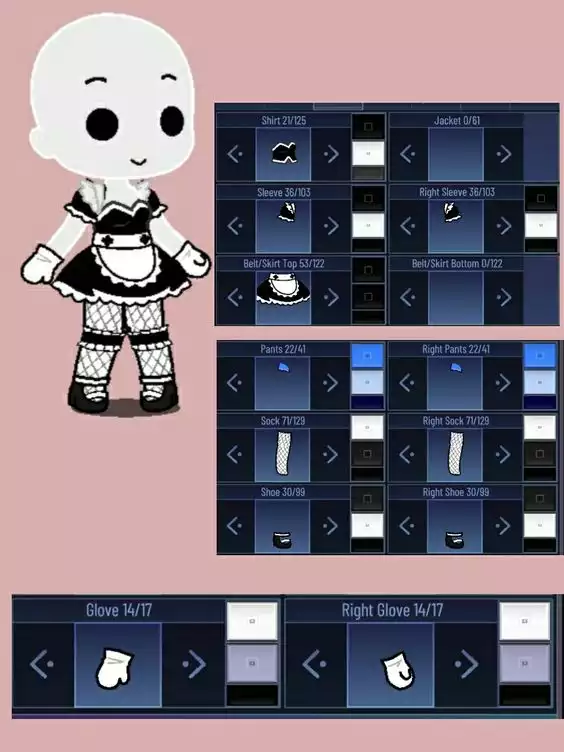 Shirt 21/125
Jacket 0/61
Sleeve 36/103
Right Sleeve 36/103
Belt/Skirt Top 53/122
Belt/Skirt Bottom 0/122
Pants 22/41
Right Pants 22/41
Sock 71/129
Right Sock 71/129
Shoe 30/99
Right Shoe 30/99
Glove 14/17
Right Glove 14/17